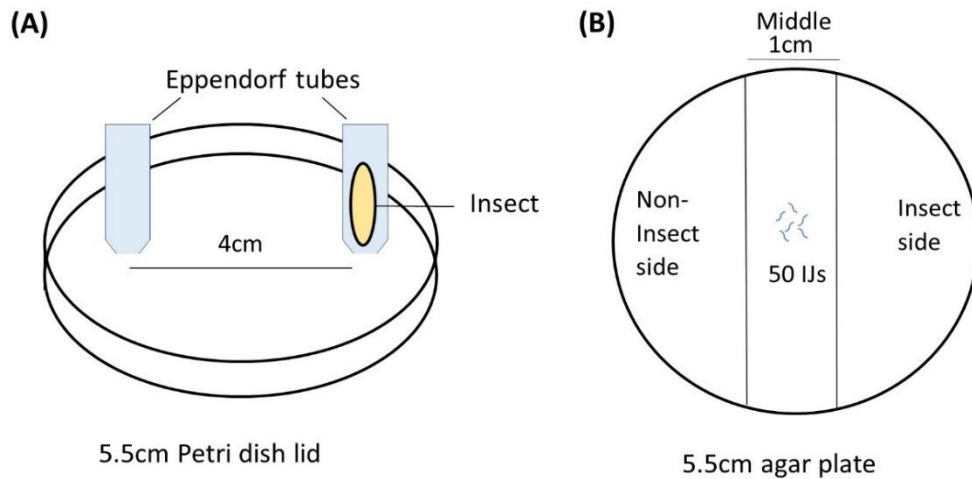 (A)
Eppendorf tubes
Insect
4cm
5.5cm Petri dish lid
(B)
Middle
1cm
Non-
Insect
side
50 IJs
Insect
side
5.5cm agar plate